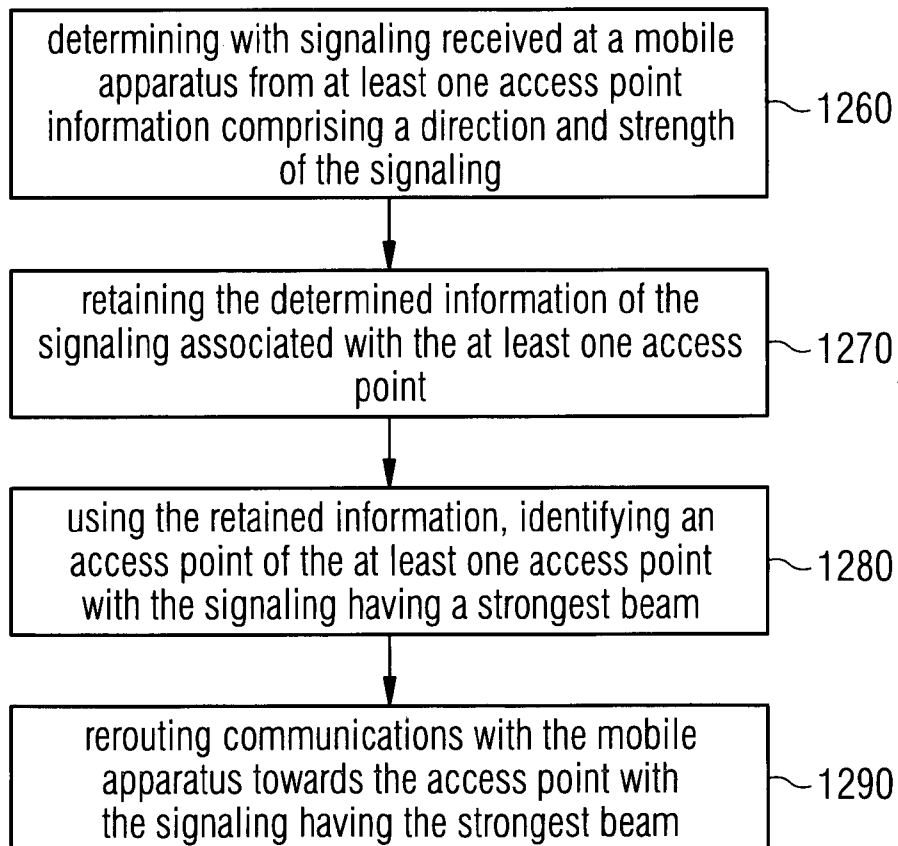 determining with signaling received at a mobile
apparatus from at least one access point
information comprising a direction and strength
of the signaling
1260
retaining the determined information of the
signaling associated with the at least one access
point
1270
using the retained information, identifying an
access point of the at least one access point
with the signaling having a strongest beam
1280
rerouting communications with the mobile
apparatus towards the access point with
the signaling having the strongest beam
1290